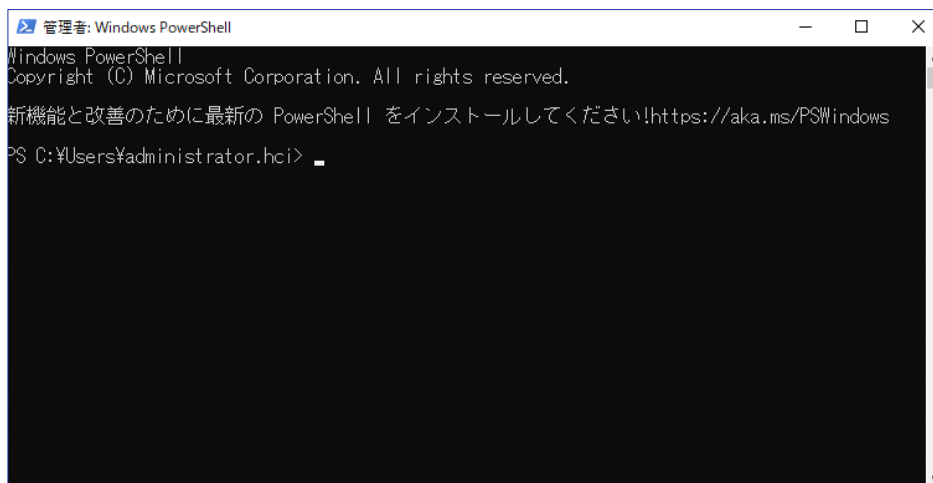 管理者: Windows PowerShell
Windows PowerShell
Copyright (C) Microsoft Corporation. All rights reserved.
新機能と改善のために最新の PowerShell をインストールしてください!https://aka.ms/PSWindows
PS C:¥Users¥administrator.hci>